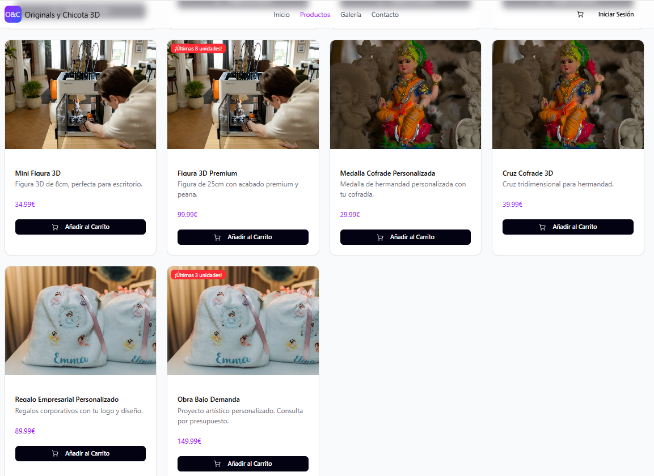 O&C Originals y Chicota 3D
Inicio
Productos
Galería
Contacto
Iniciar Sesión
Mini Figura 3D
Figura 3D de 8cm, perfecta para escritorio.
34.99€
Añadir al Carrito
¡Últimas 8 unidades!
Figura 3D Premium
Figura de 25cm con acabado premium y
peana.
99.99€
Añadir al Carrito
Medalla Cofrade Personalizada
Medalla de hermandad personalizada con
tu cofradía.
29.99€
Añadir al Carrito
Cruz Cofrade 3D
Cruz tridimensional para hermandad.
39.99€
Añadir al Carrito
Emma
Regalo Empresarial Personalizado
Regalos corporativos con tu logo y diseño.
89.99€
Añadir al Carrito
¡Últimas 3 unidades!
Emma
Obra Bajo Demanda
Proyecto artístico personalizado. Consulta
por presupuesto.
149.99€
Añadir al Carrito